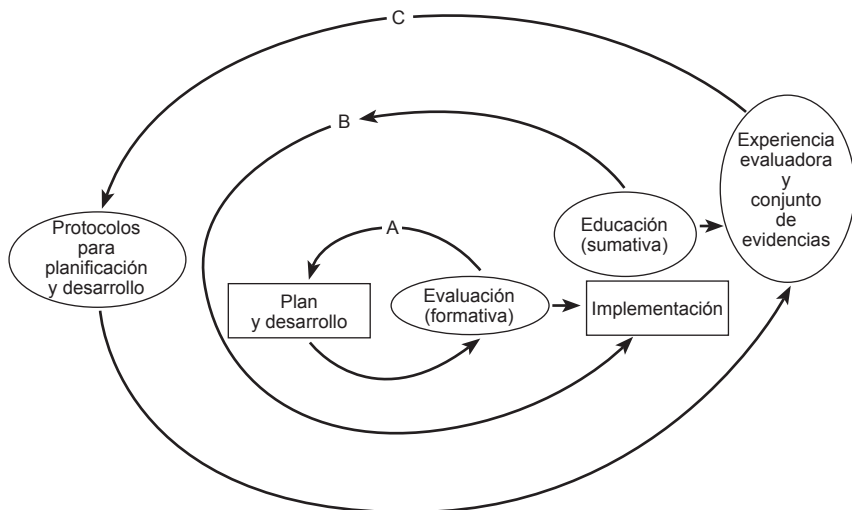 C
B
A
Experiencia
evaluadora
y
conjunto
de
evidencias
Educación
(sumativa)
Protocolos
para
planificación
y desarrollo
Plan
y desarrollo
Evaluación
(formativa)
Implementación